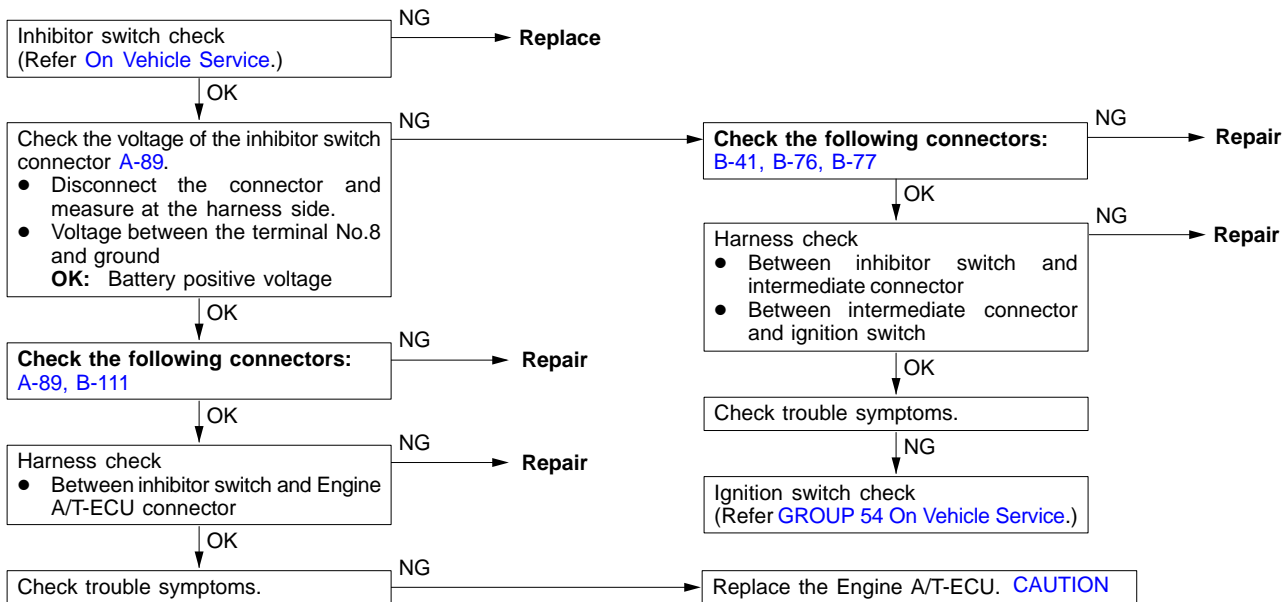 Inhibitor switch check
(Refer On Vehicle Service.)
NG
Replace
OK
Check the voltage of the inhibitor switch
connector A-89.
● Disconnect the connector and
measure at the harness side.
● Voltage between the terminal No.8
and ground
OK: Battery positive voltage
NG
OK
Check the following connectors:
A-89, B-111
NG
Repair
OK
Harness check
● Between inhibitor switch and Engine
A/T-ECU connector
NG
Repair
OK
Check trouble symptoms.
NG
Replace the Engine A/T-ECU. CAUTION
Check the following connectors:
B-41, B-76, B-77
NG
Repair
OK
Harness check
● Between inhibitor switch and
intermediate connector
● Between intermediate connector
and ignition switch
NG
Repair
OK
Check trouble symptoms.
NG
Ignition switch check
(Refer GROUP 54 On Vehicle Service.)